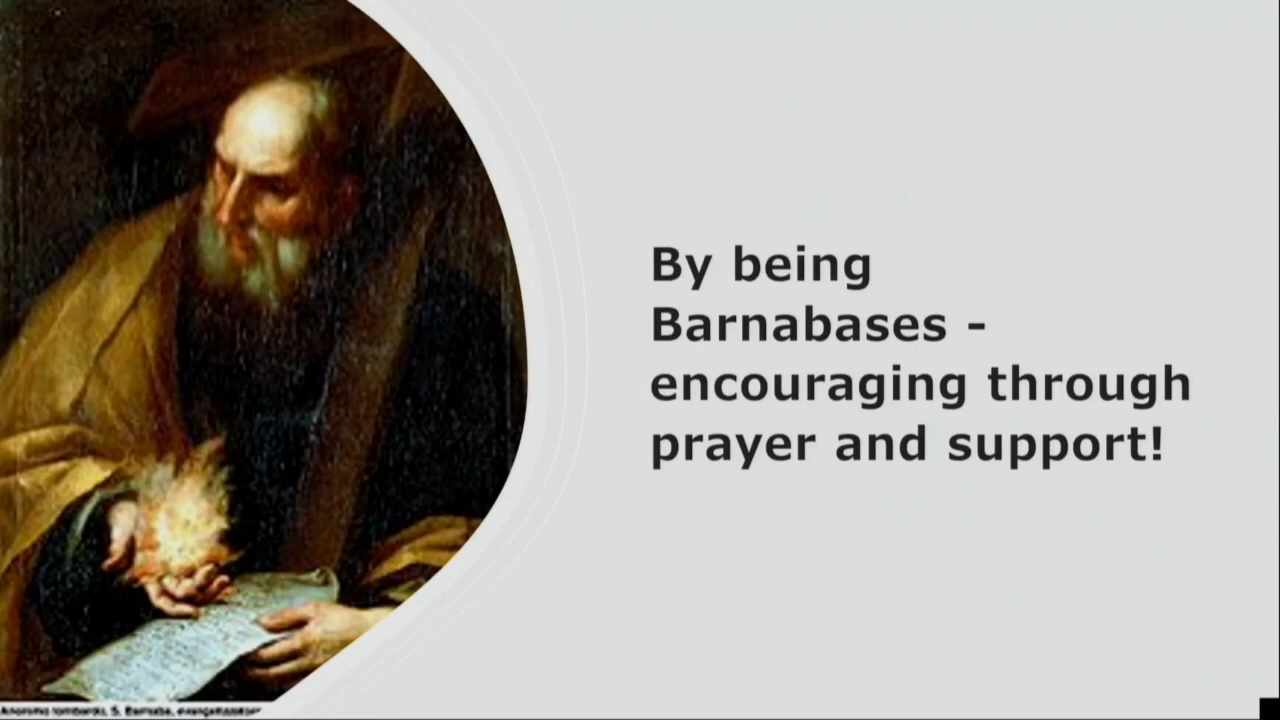 By being
Barnabases -
encouraging through
prayer and support!
Anonimo lombardo, S. Barnaba,